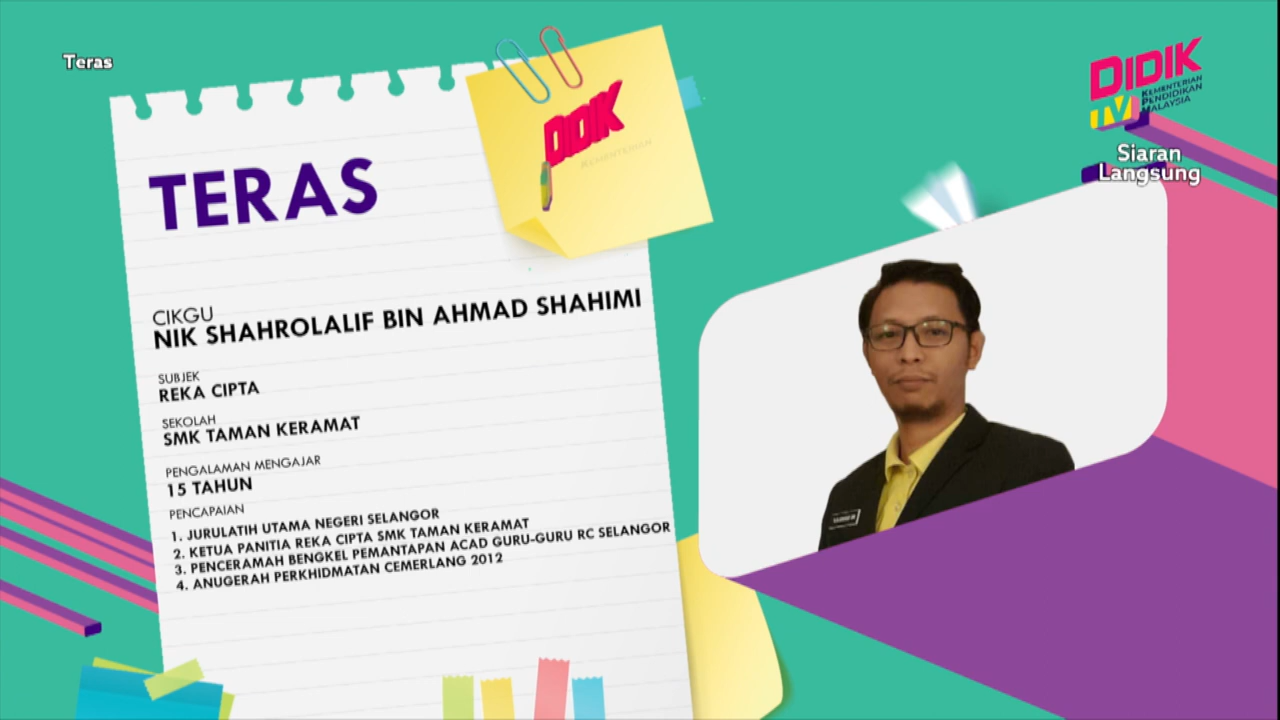 Teras
DIDIK
TV
KEMENTERIAN
PENDIDIKAN
MALAYSIA
Siaran
Langsung
DIDIK
KEMENTERIAN
TERAS
CIKGU
NIK SHAHROLALIF BIN AHMAD SHAHIMI
SUBJEK
REKA CIPTA
SEKOLAH
SMK TAMAN KERAMAT
PENGALAMAN MENGAJAR
15 TAHUN
PENCAPAIAN
1. JURULATIH UTAMA NEGERI SELANGOR
2. KETUA PANITIA REKA CIPTA SMK TAMAN KERAMAT
3. PENCERAMAH BENGKEL PEMANTAPAN ACAD GURU-GURU RC SELANGOR
4. ANUGERAH PERKHIDMATAN CEMERLANG 2012